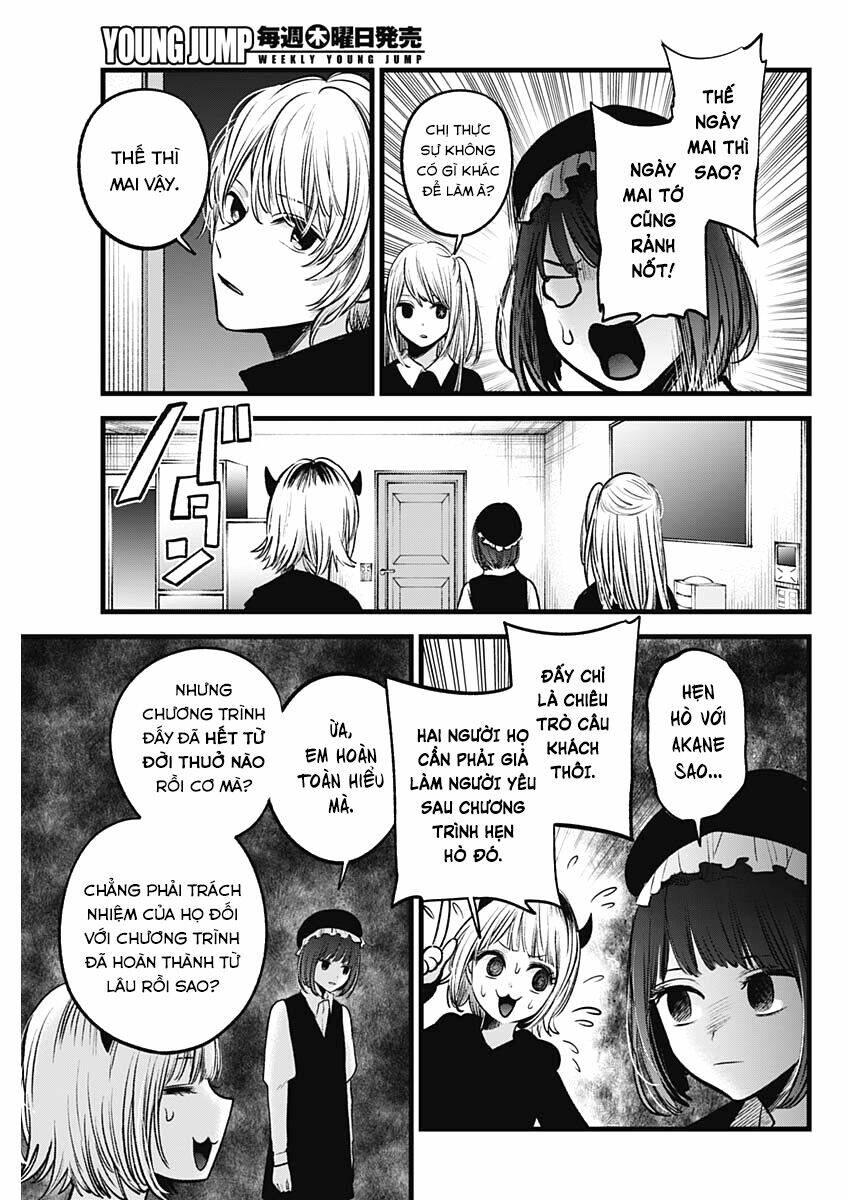 YOUNG JUMP 毎週木曜日発売
WEEKLY YOUNG JUMP
THẾ
NGÀY
MAI THÌ
SAO?
NGÀY
MAI TỚ
CŨNG
RẢNH
NỐT!
CHỊ THỰC
SỰ KHÔNG
CÓ GÌ KHÁC
ĐỂ LÀM À?
THẾ THÌ
MAI VẬY.
バタン
HẸN
HÒ VỚI
AKANE
SAO...
ĐẤY CHỈ
LÀ CHIÊU
TRÒ CÂU
KHÁCH
THÔI.
HAI NGƯỜI HỌ
CẦN PHẢI GIẢ
LÀM NGƯỜI YÊU
SAU CHƯƠNG
TRÌNH HẸN
HÒ ĐÓ.
ỪA,
EM HOÀN
TOÀN HIỂU
MÀ.
NHƯNG
CHƯƠNG TRÌNH
ĐẤY ĐÃ HẾT TỪ
ĐỜI THUỞ NÀO
RỒI CƠ MÀ?
CHẲNG PHẢI TRÁCH
NHIỆM CỦA HỌ ĐỐI
VỚI CHƯƠNG TRÌNH
ĐÃ HOÀN THÀNH TỪ
LÂU RỒI SAO?